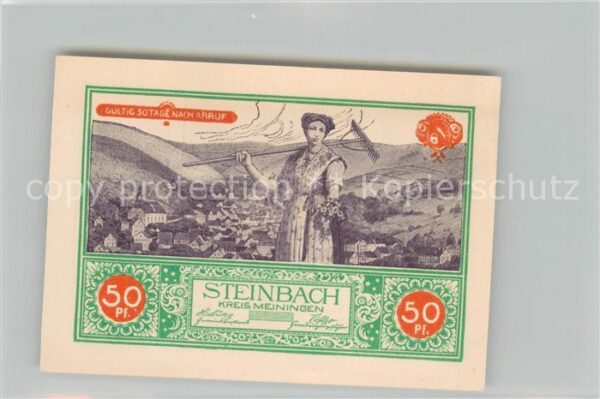 GÜLTIG 30 TAGE NACH ABRUF
copy protection Kopierschutz
STEINBACH
KREIS MEININGEN
50
Pf.
50
Pf.